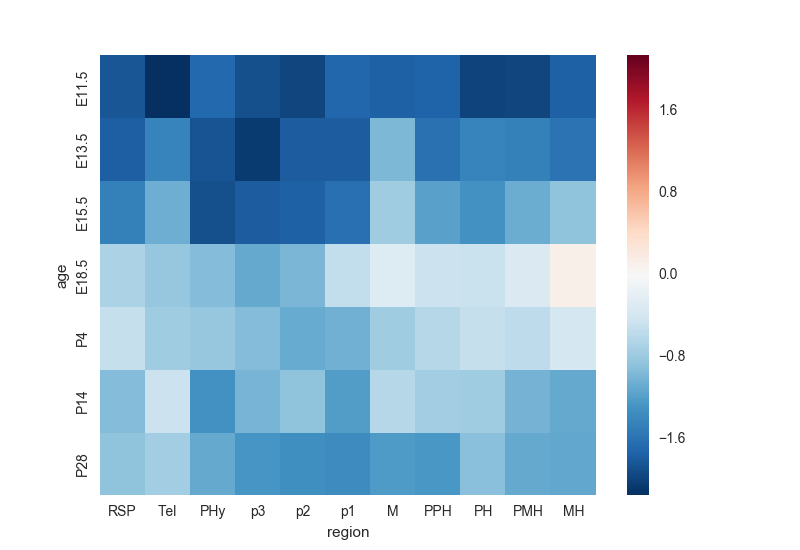 age
E11.5
E13.5
E15.5
E18.5
P4
P14
P28
RSP Tel PHy p3 p2 p1 M PPH PH PMH MH
region
1.6
0.8
0.0
−0.8
−1.6